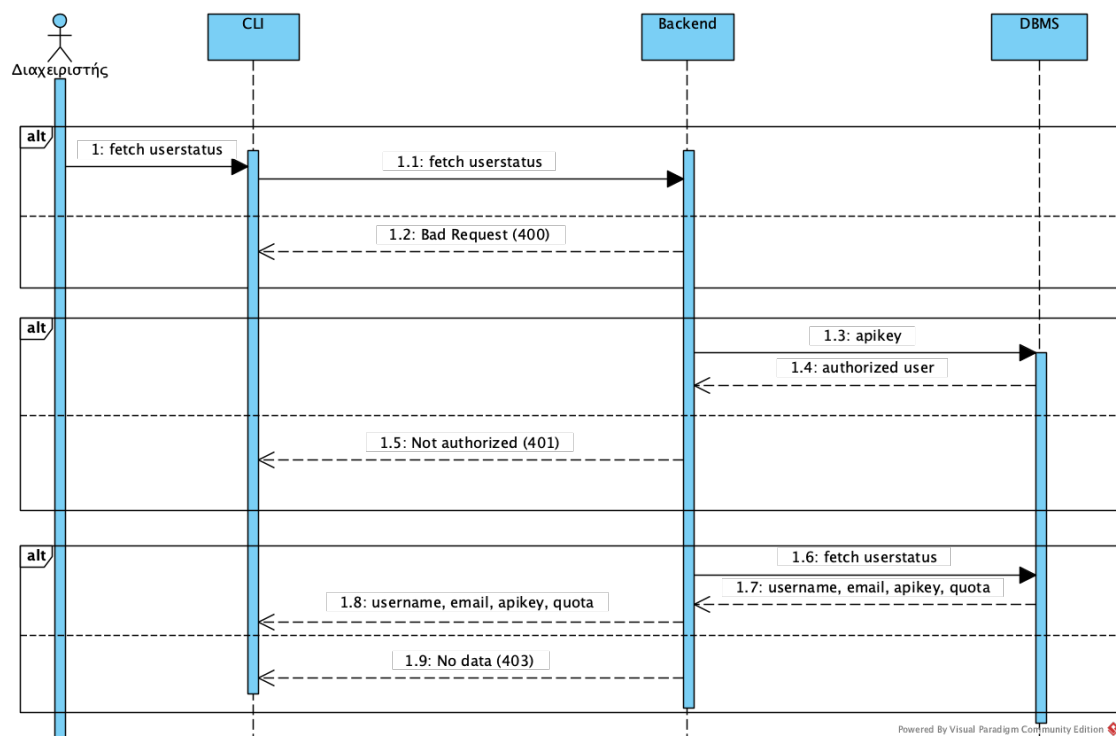 CLI
Backend
DBMS
Διαχειριστής
alt
1: fetch userstatus
1.1: fetch userstatus
1.2: Bad Request (400)
alt
1.3: apikey
1.4: authorized user
1.5: Not authorized (401)
alt
1.6: fetch userstatus
1.7: username, email, apikey, quota
1.8: username, email, apikey, quota
1.9: No data (403)
Powered By Visual Paradigm Community Edition